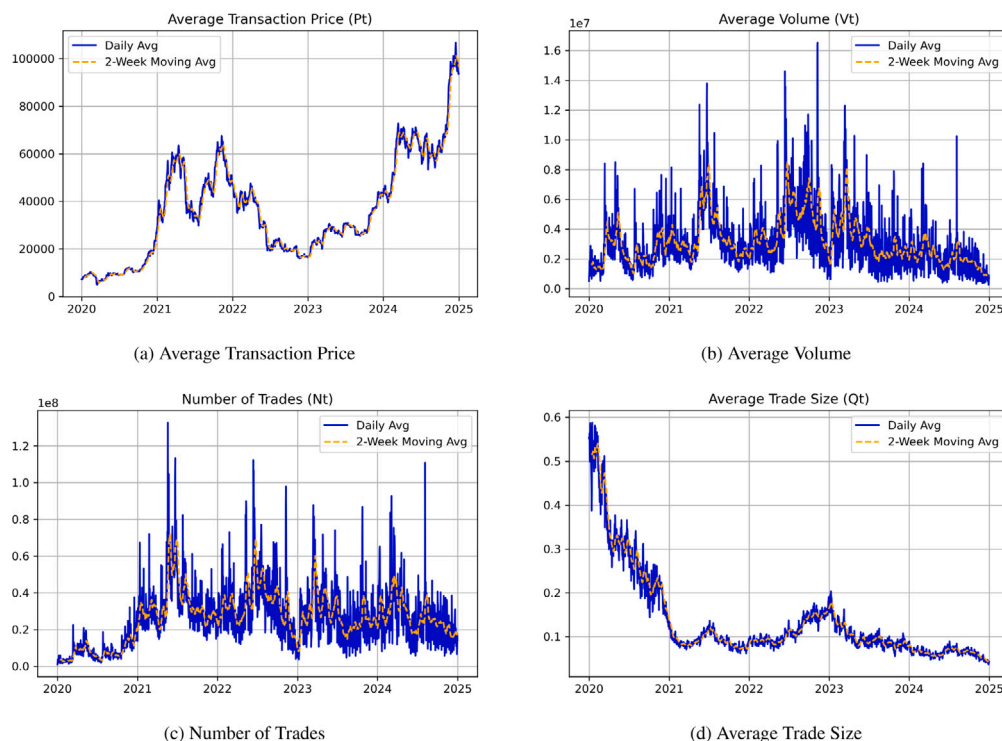 Average Transaction Price (Pt)
Daily Avg
2-Week Moving Avg
100000
80000
60000
40000
20000
0
2020
2021
2022
2023
2024
2025
(a) Average Transaction Price
Average Volume (Vt)
1e7
Daily Avg
2-Week Moving Avg
1.6
1.4
1.2
1.0
0.8
0.6
0.4
0.2
0.0
2020
2021
2022
2023
2024
2025
(b) Average Volume
Number of Trades (Nt)
1e8
Daily Avg
2-Week Moving Avg
1.2
1.0
0.8
0.6
0.4
0.2
0.0
2020
2021
2022
2023
2024
2025
(c) Number of Trades
Average Trade Size (Qt)
Daily Avg
2-Week Moving Avg
0.6
0.5
0.4
0.3
0.2
0.1
2020
2021
2022
2023
2024
2025
(d) Average Trade Size